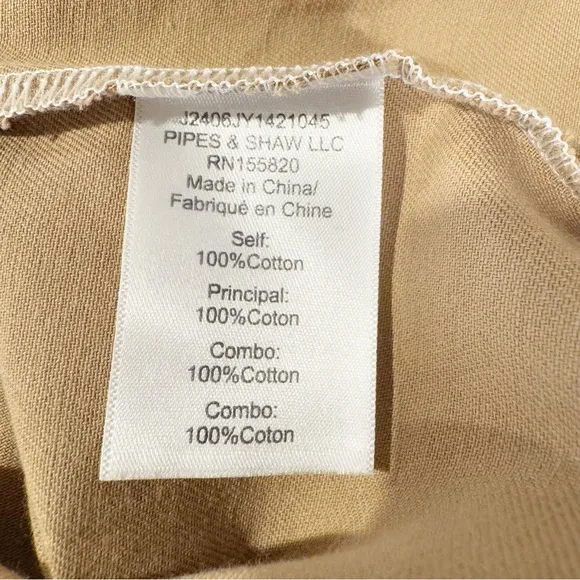 J2406JY1421045
PIPES & SHAW LLC
RN155820
Made in China/
Fabriqué en Chine
Self:
100%Cotton
Principal:
100%Coton
Combo:
100%Cotton
Combo:
100%Coton